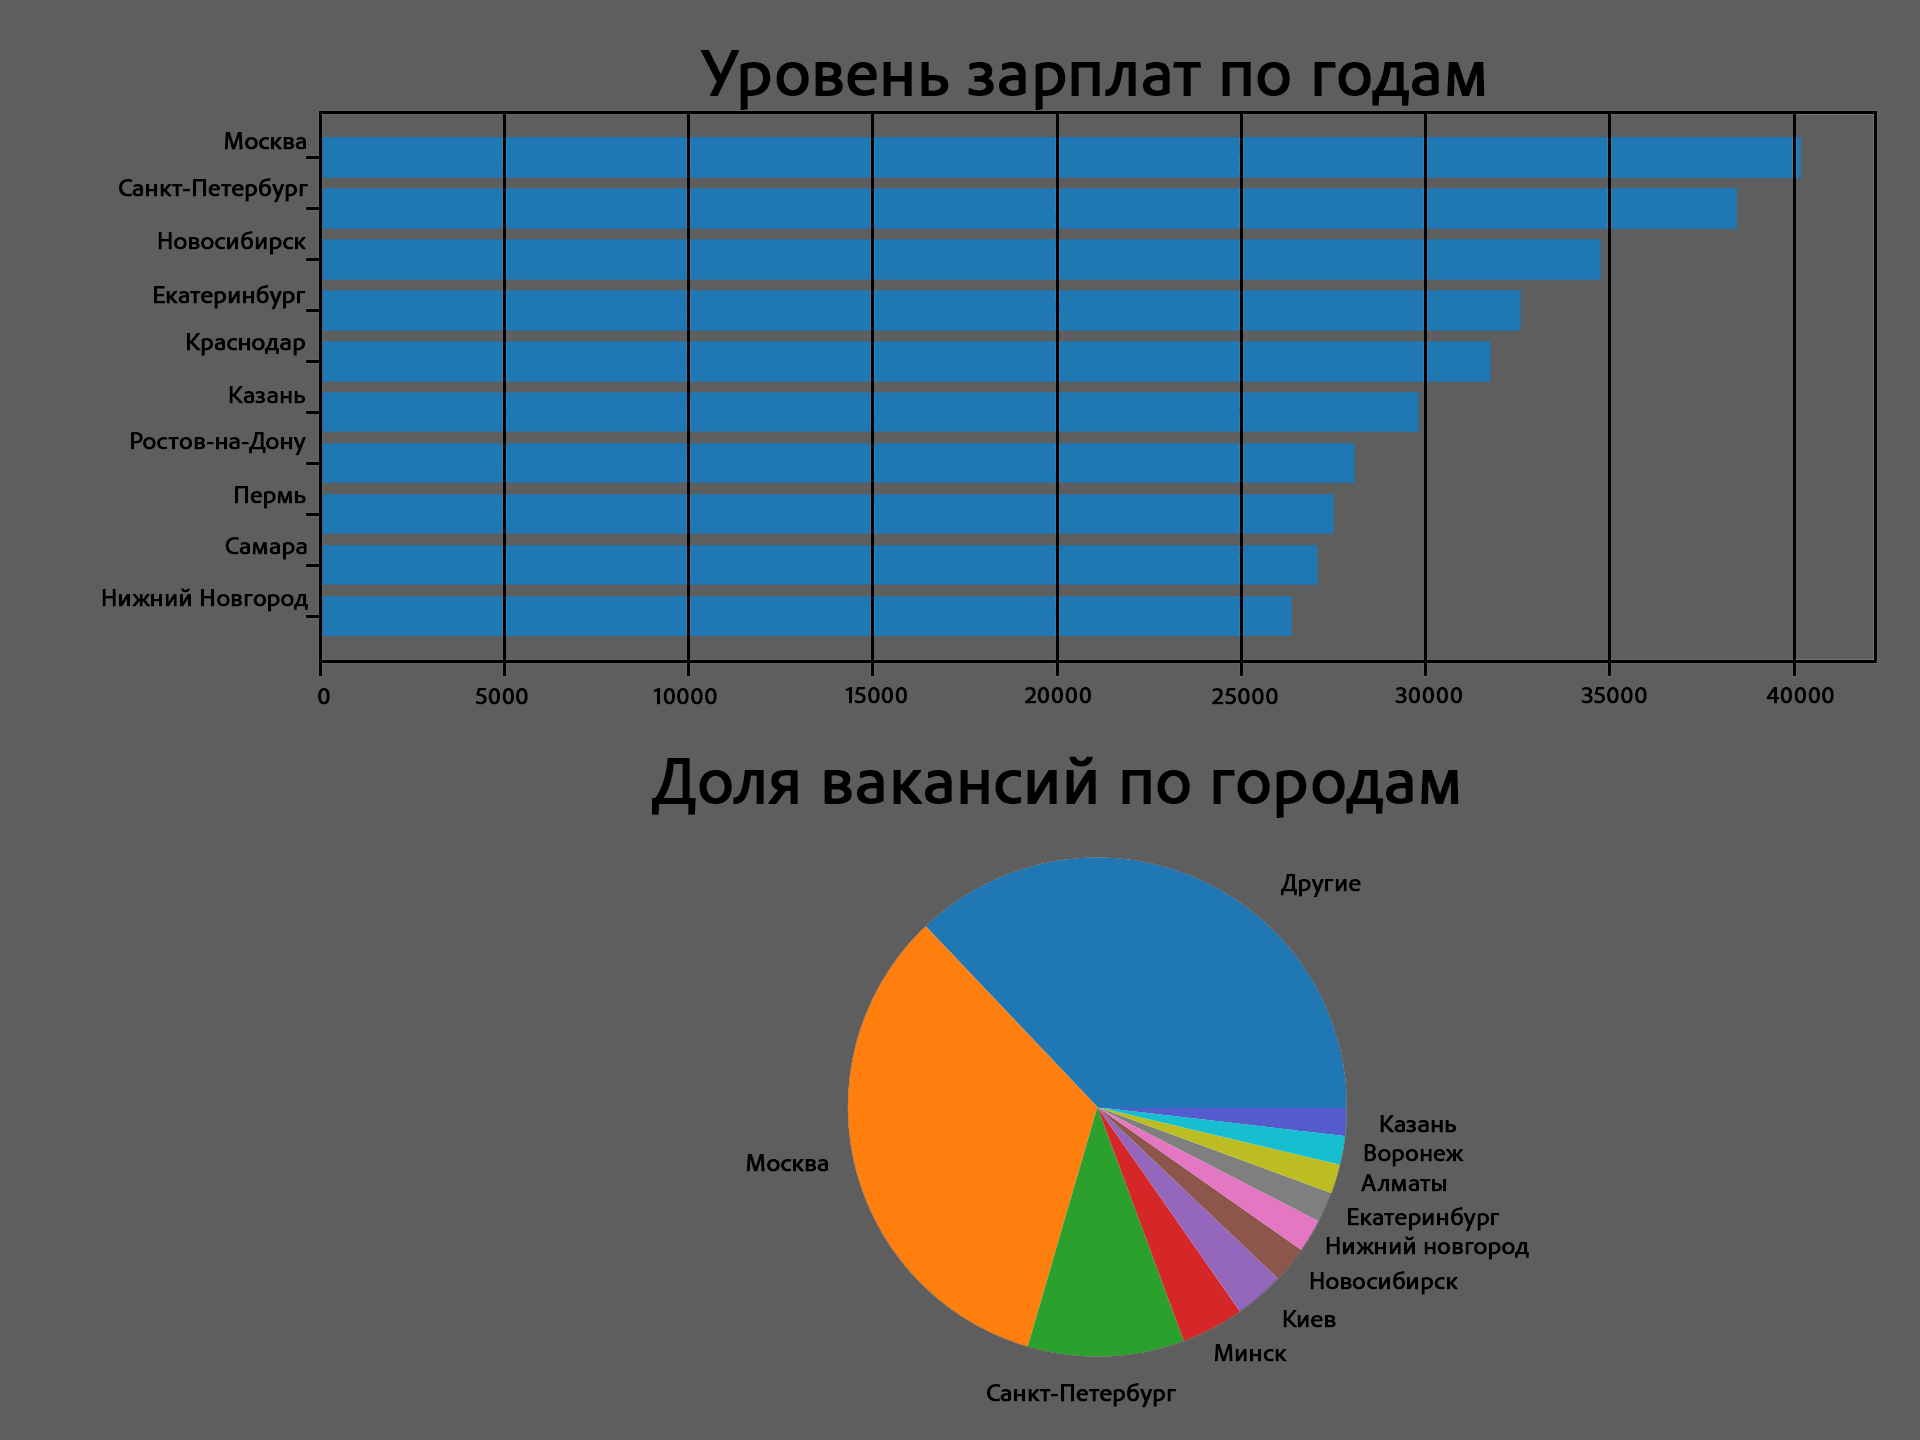 Уровень зарплат по годам
Москва
Санкт-Петербург
Новосибирск
Екатеринбург
Краснодар
Казань
Ростов-на-Дону
Пермь
Самара
Нижний Новгород
0 5000 10000 15000 20000 25000 30000 35000 40000
Доля вакансий по городам
Другие
Казань
Воронеж
Москва
Алматы
Екатеринбург
Нижний новгород
Новосибирск
Киев
Минск
Санкт-Петербург